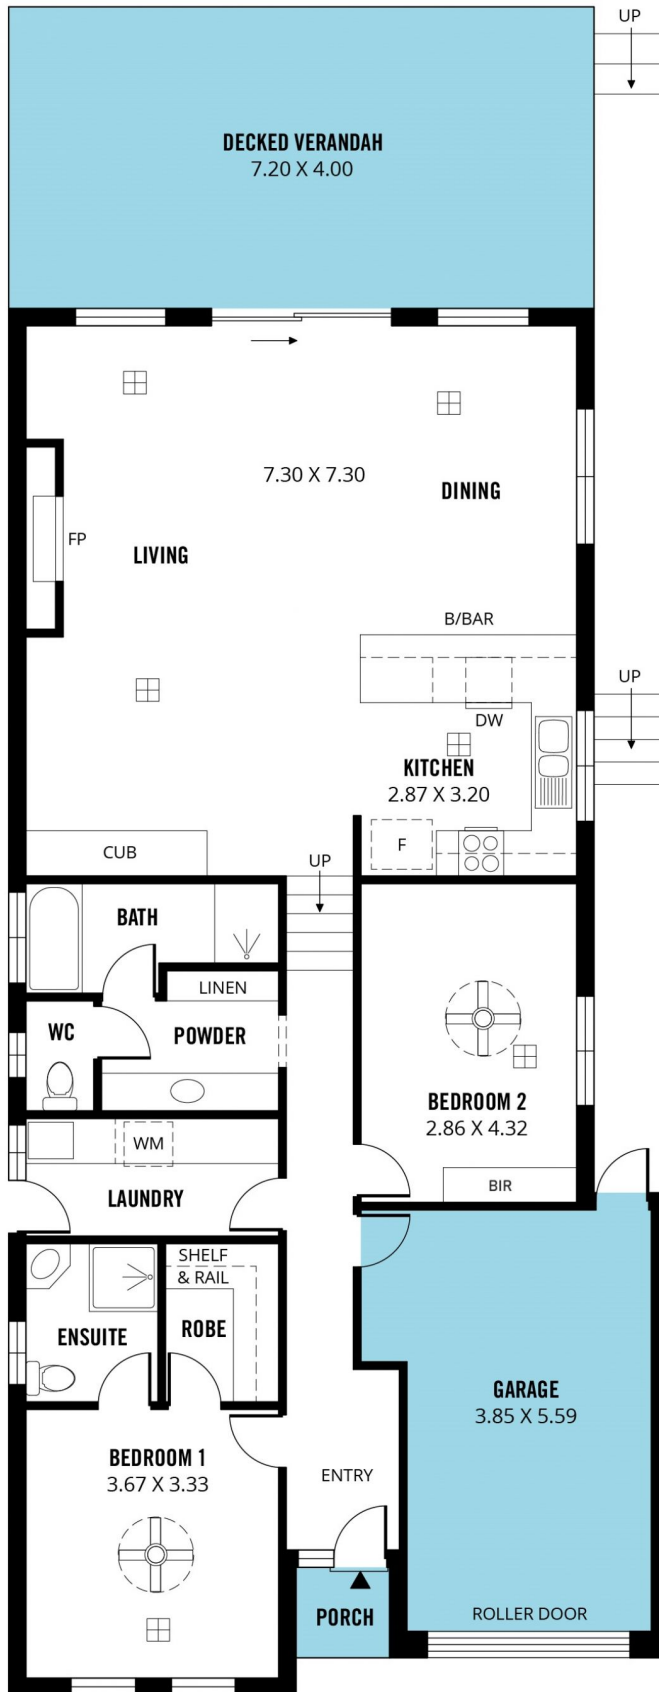 UP
DECKED VERANDAH
7.20 X 4.00
7.30 X 7.30
DINING
FP
LIVING
B/BAR
UP
DW
KITCHEN
2.87 X 3.20
F
CUB
UP
BATH
LINEN
WC
POWDER
BEDROOM 2
2.86 X 4.32
WM
BIR
LAUNDRY
SHELF
& RAIL
ENSUITE
ROBE
GARAGE
3.85 X 5.59
BEDROOM 1
3.67 X 3.33
ENTRY
PORCH
ROLLER DOOR